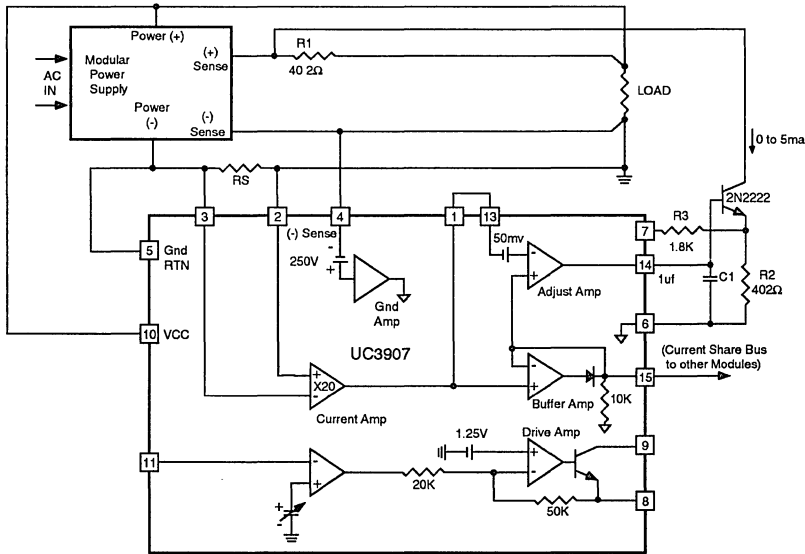 Power (+)
(+)
Sense
Modular
Power
Supply
AC
IN
Power
(-)
(-)
Sense
R1
40 2Ω
LOAD
0 to 5ma
2N2222
RS
3
2
4
1
13
(-) Sense
7
R3
1.8K
5
Gnd
RTN
250V
-
+
50mv
-
+
Adjust Amp
14
1uf
C1
R2
402Ω
Gnd
Amp
6
10
VCC
UC3907
(Current Share Bus
to other Modules)
+
X20
-
Current Amp
-
+
Buffer Amp
15
10K
11
-
+
+
-
1.25V
Drive Amp
+
-
20K
50K
9
8